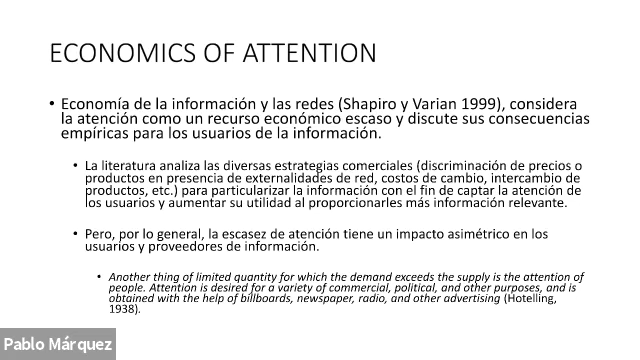 ECONOMICS OF ATTENTION
• Economía de la información y las redes (Shapiro y Varian 1999), considera
la atención como un recurso económico escaso y discute sus consecuencias
empíricas para los usuarios de la información.
• La literatura analiza las diversas estrategias comerciales (discriminación de precios o
productos en presencia de externalidades de red, costos de cambio, intercambio de
productos, etc.) para particularizar la información con el fin de captar la atención de
los usuarios y aumentar su utilidad al proporcionarles más información relevante.
• Pero, por lo general, la escasez de atención tiene un impacto asimétrico en los
usuarios y proveedores de información.
• Another thing of limited quantity for which the demand exceeds the supply is the attention of
people. Attention is desired for a variety of commercial, political, and other purposes, and is
obtained with the help of billboards, newspaper, radio, and other advertising (Hotelling,
1938).
Pablo Márquez